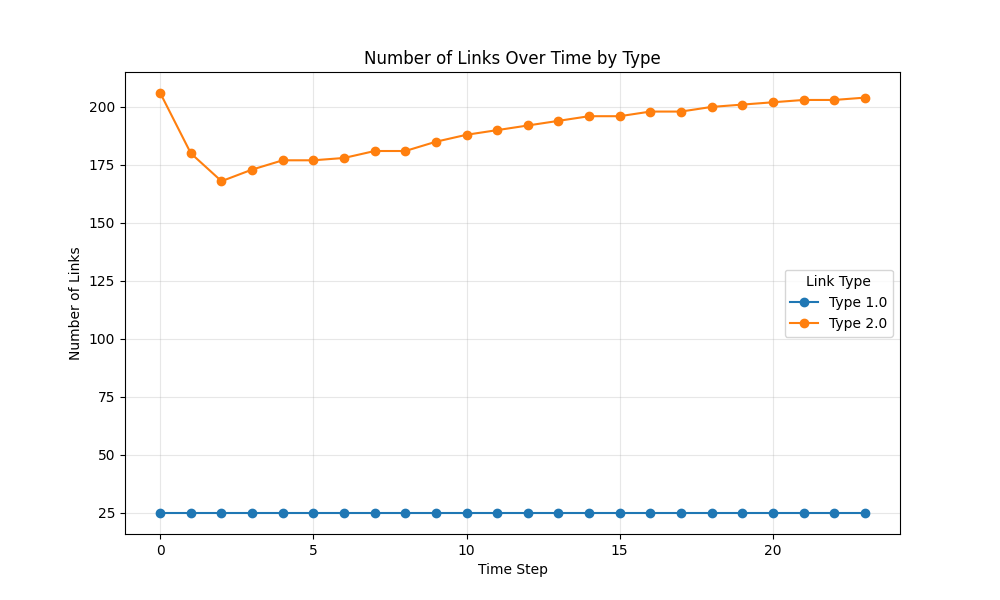 Number of Links Over Time by Type
Number of Links
200
175
150
125
100
75
50
25
Link Type
Type 1.0
Type 2.0
0 5 10 15 20
Time Step